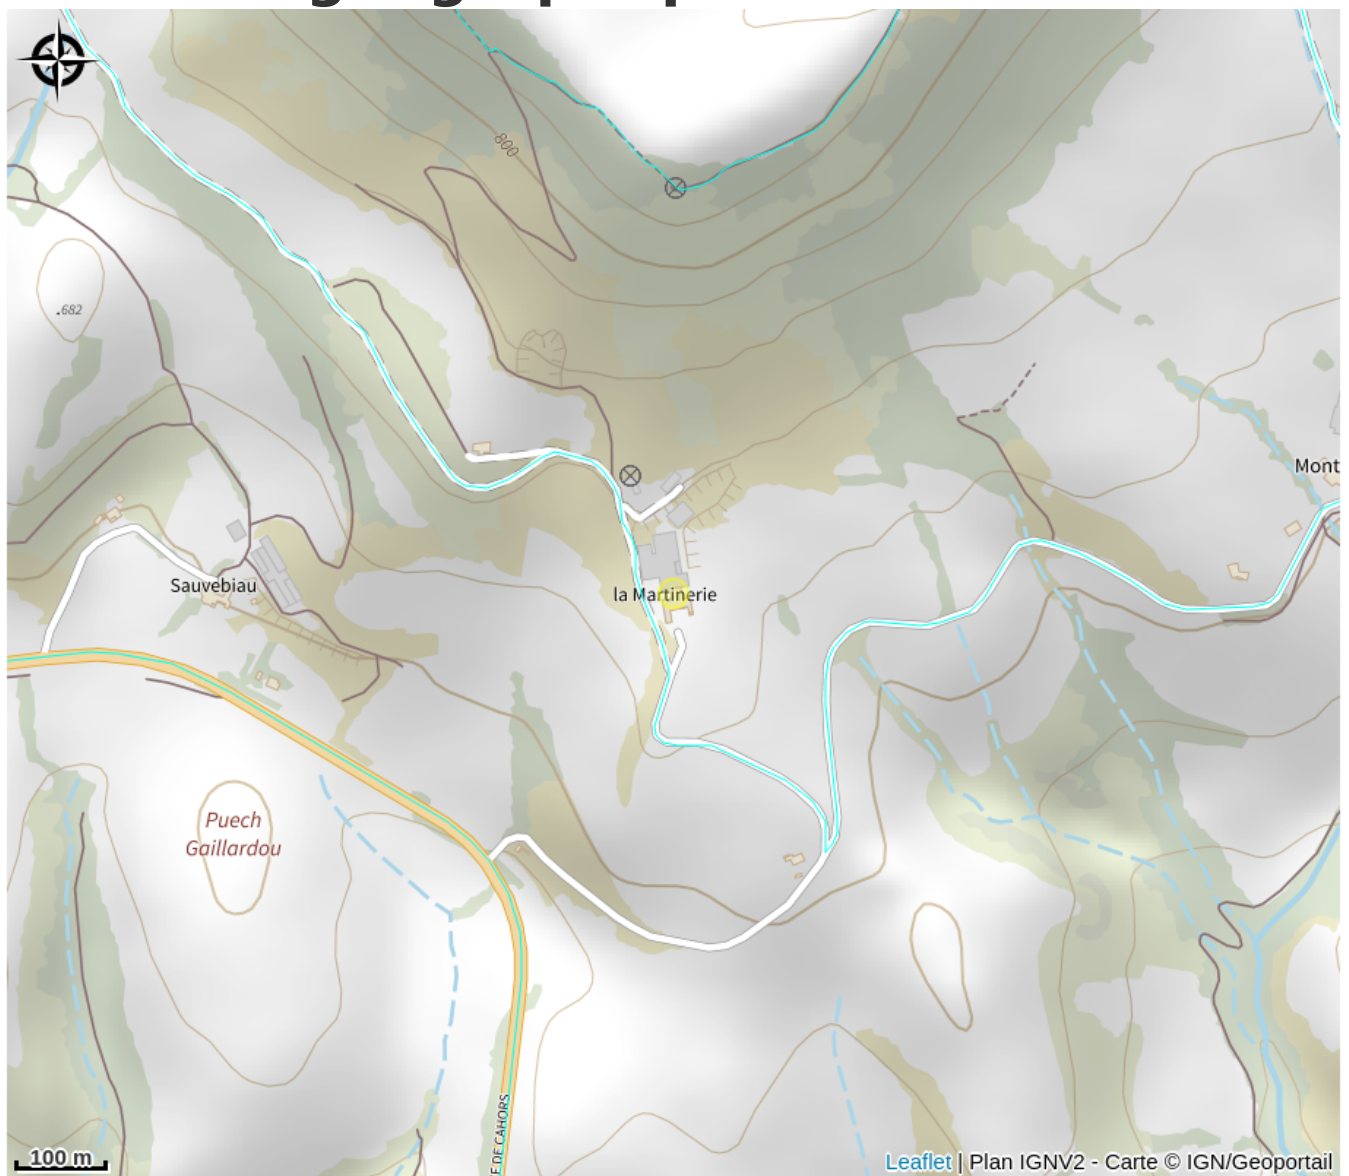 800
.682
Mont
Sauvebiau
la Martinerie
Puech
Gaillardou
E DE CAHORS
100 m
Leaflet | Plan IGNV2 - Carte © IGN/Geoportail